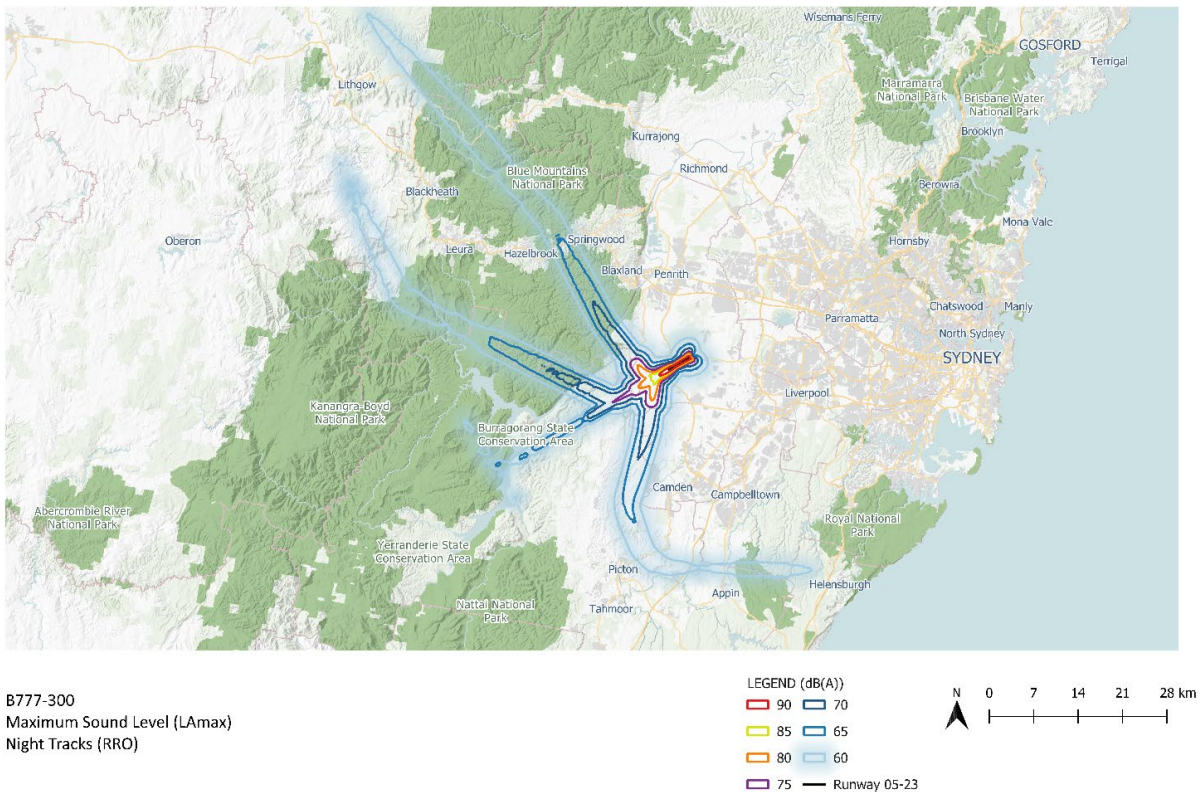 Wisemans Ferry
GOSFORD
Terrigal
Lithgow
Marramarra
National Park
Brisbane Water
National Park
Brooklyn
Kurrajong
Richmond
Blue Mountains
National Park
Blackheath
Berowra
Mona Vale
Oberon
Leura
Hazelbrook
Springwood
Hornsby
Blaxland
Penrith
Chatswood
Manly
Parramatta
North Sydney
SYDNEY
Liverpool
Kanangra-Boyd
National Park
Burragorang State
Conservation Area
Camden
Campbelltown
Abercrombie River
National Park
Royal National
Park
Yerranderie State
Conservation Area
Picton
Helensburgh
Appin
Nattai National
Park
Tahmoor
B777-300
Maximum Sound Level (LAmax)
Night Tracks (RRO)
LEGEND (dB(A))
90 70
85 65
80 60
75 Runway 05-23
N 0 7 14 21 28 km